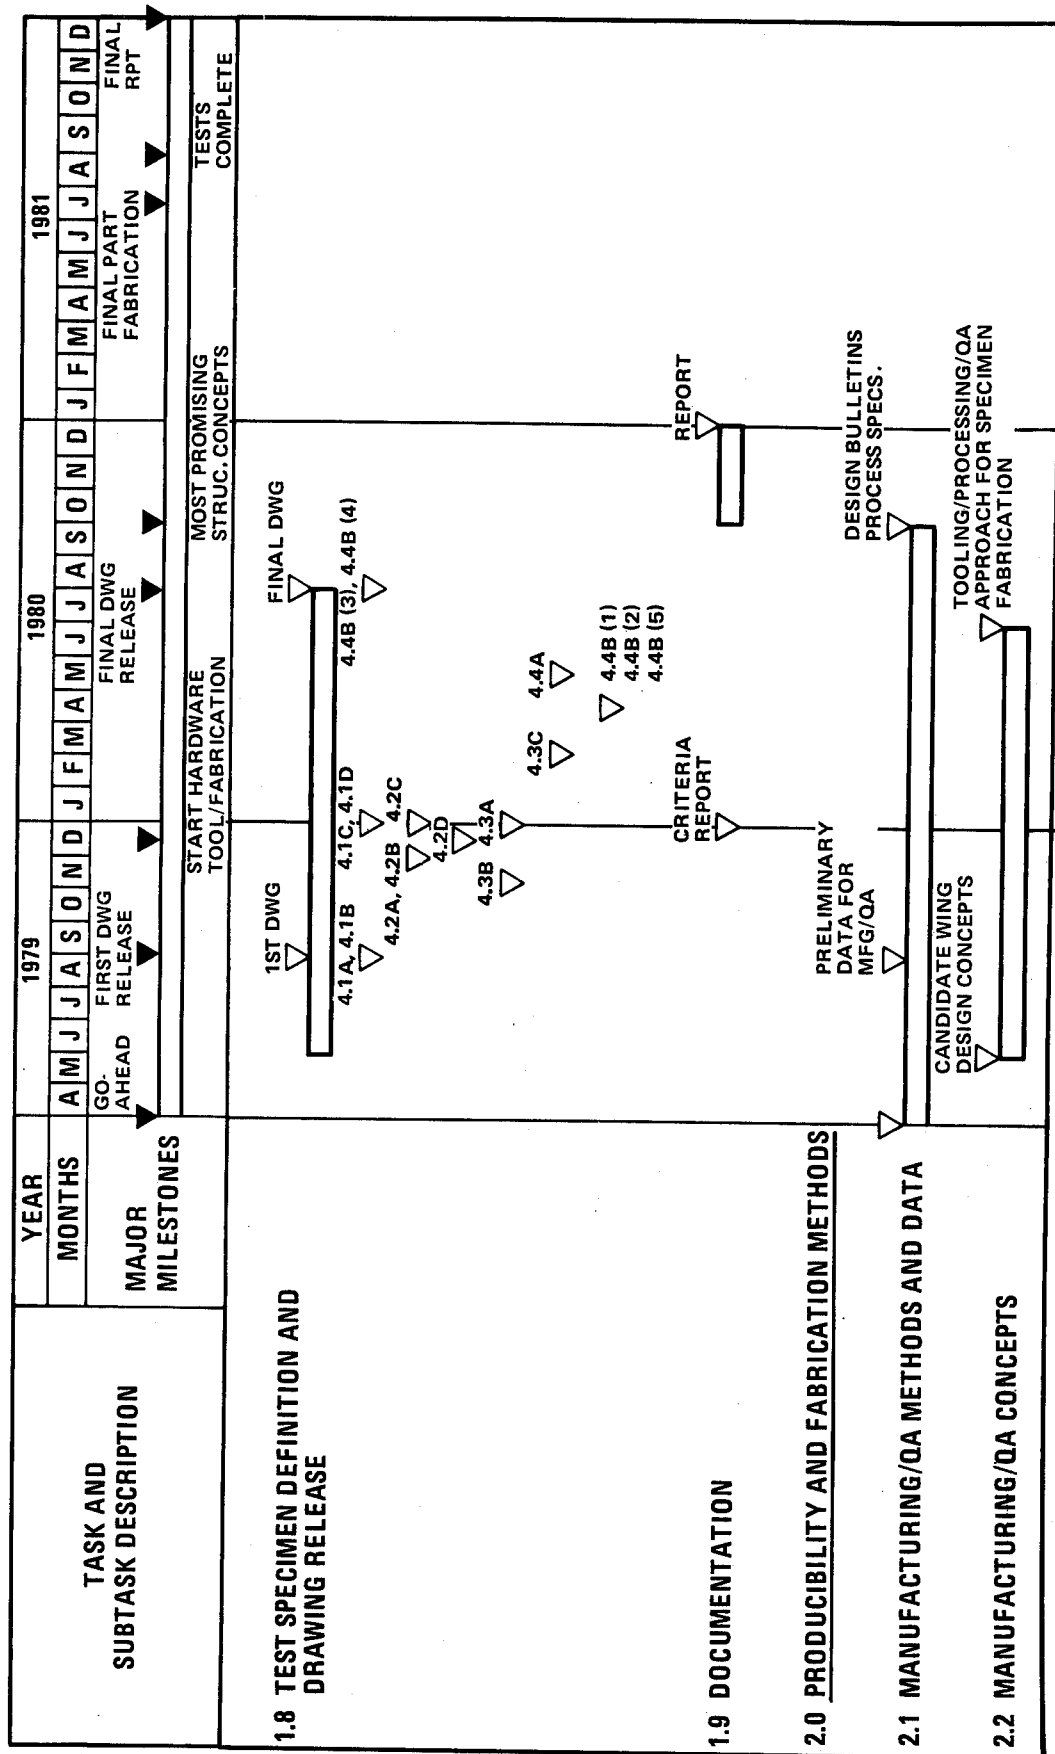 TASK AND
SUBTASK DESCRIPTION
YEAR
1979
1980
1981
MONTHS
A M J J A S O N D J F M A M J J A S O N D J F M A M J J A S O N D
MAJOR
MILESTONES
GO-
AHEAD
FIRST DWG
RELEASE
FINAL DWG
RELEASE
FINAL PART
FABRICATION
FINAL
RPT
START HARDWARE
TOOL/FABRICATION
MOST PROMISING
STRUC. CONCEPTS
TESTS
COMPLETE
1.8 TEST SPECIMEN DEFINITION AND
DRAWING RELEASE
1ST DWG
FINAL DWG
4.1A, 4.1B
4.1C, 4.1D
4.4B (3), 4.4B (4)
4.2A, 4.2B
4.2C
4.2D
4.3B
4.3A
4.3C
4.4A
4.4B (1)
4.4B (2)
4.4B (5)
1.9 DOCUMENTATION
CRITERIA
REPORT
REPORT
2.0 PRODUCIBILITY AND FABRICATION METHODS
2.1 MANUFACTURING/QA METHODS AND DATA
PRELIMINARY
DATA FOR
MFG/QA
DESIGN BULLETINS
PROCESS SPECS.
2.2 MANUFACTURING/QA CONCEPTS
CANDIDATE WING
DESIGN CONCEPTS
TOOLING/PROCESSING/QA
APPROACH FOR SPECIMEN
FABRICATION